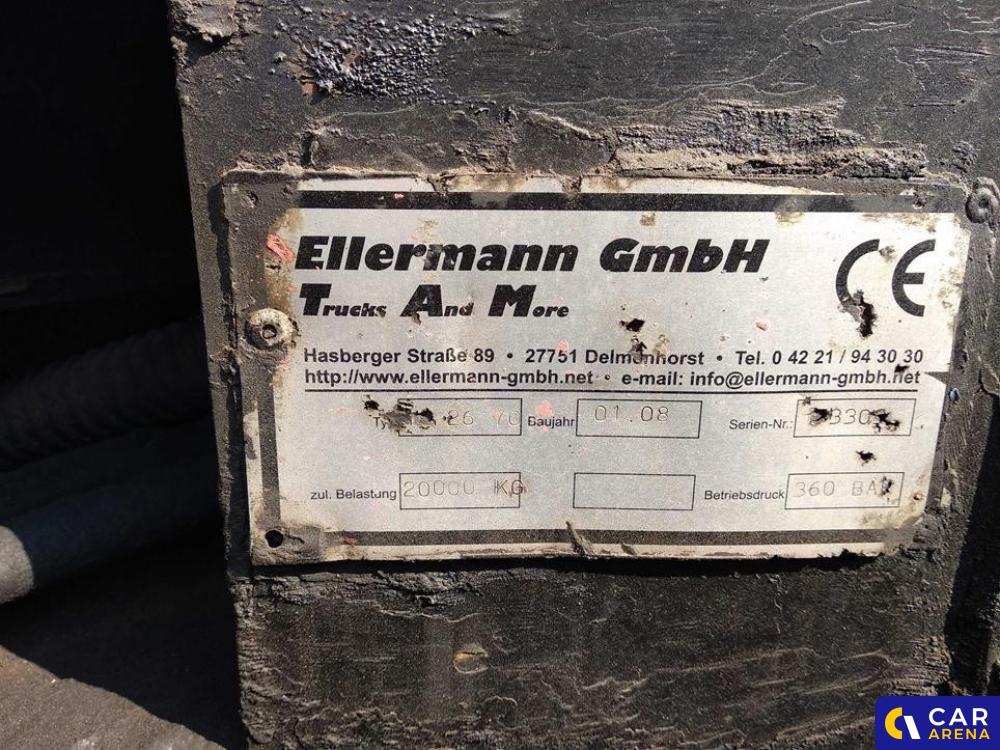 Ellermann GmbH CE
Trucks And More
Hasberger Straße 89 • 27751 Delmenhorst • Tel. 0 42 21 / 94 30 30
http://www.ellermann-gmbh.net • e-mail: info@ellermann-gmbh.net
26 Baujahr 01.08 Serien-Nr.:
zul. Belastung 20000 KG Betriebsdruck 360 BAR
CAR
ARENA